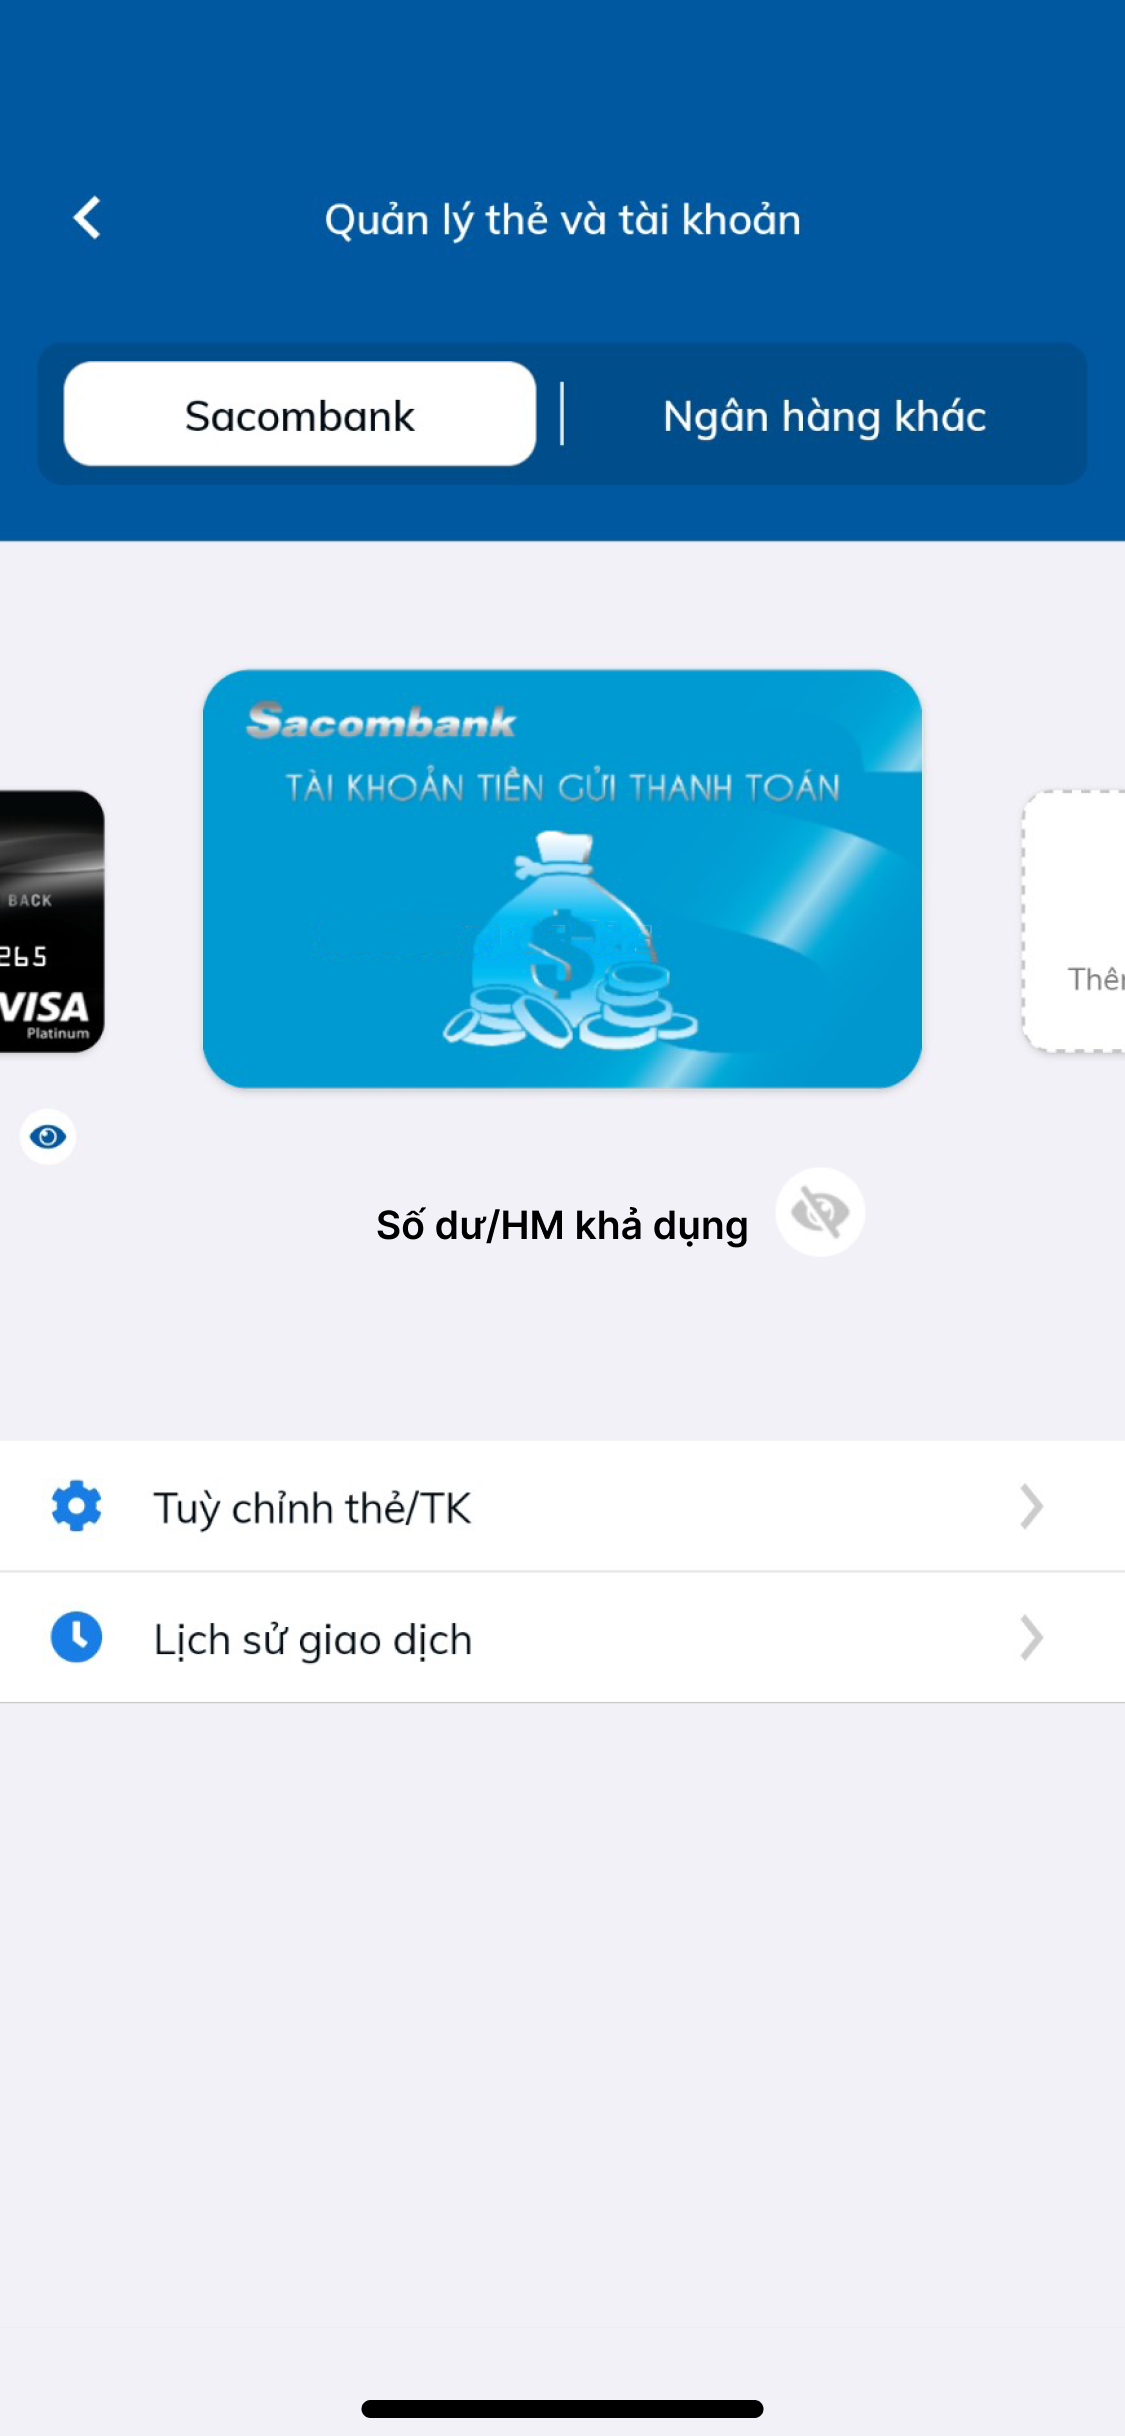 Quản lý thẻ và tài khoản
Sacombank
Ngân hàng khác
Sacombank
TÀI KHOẢN TIỀN GỬI THANH TOÁN
BACK
265
VISA
Platinum
Số dư/HM khả dụng
Tuỳ chỉnh thẻ/TK
Lịch sử giao dịch